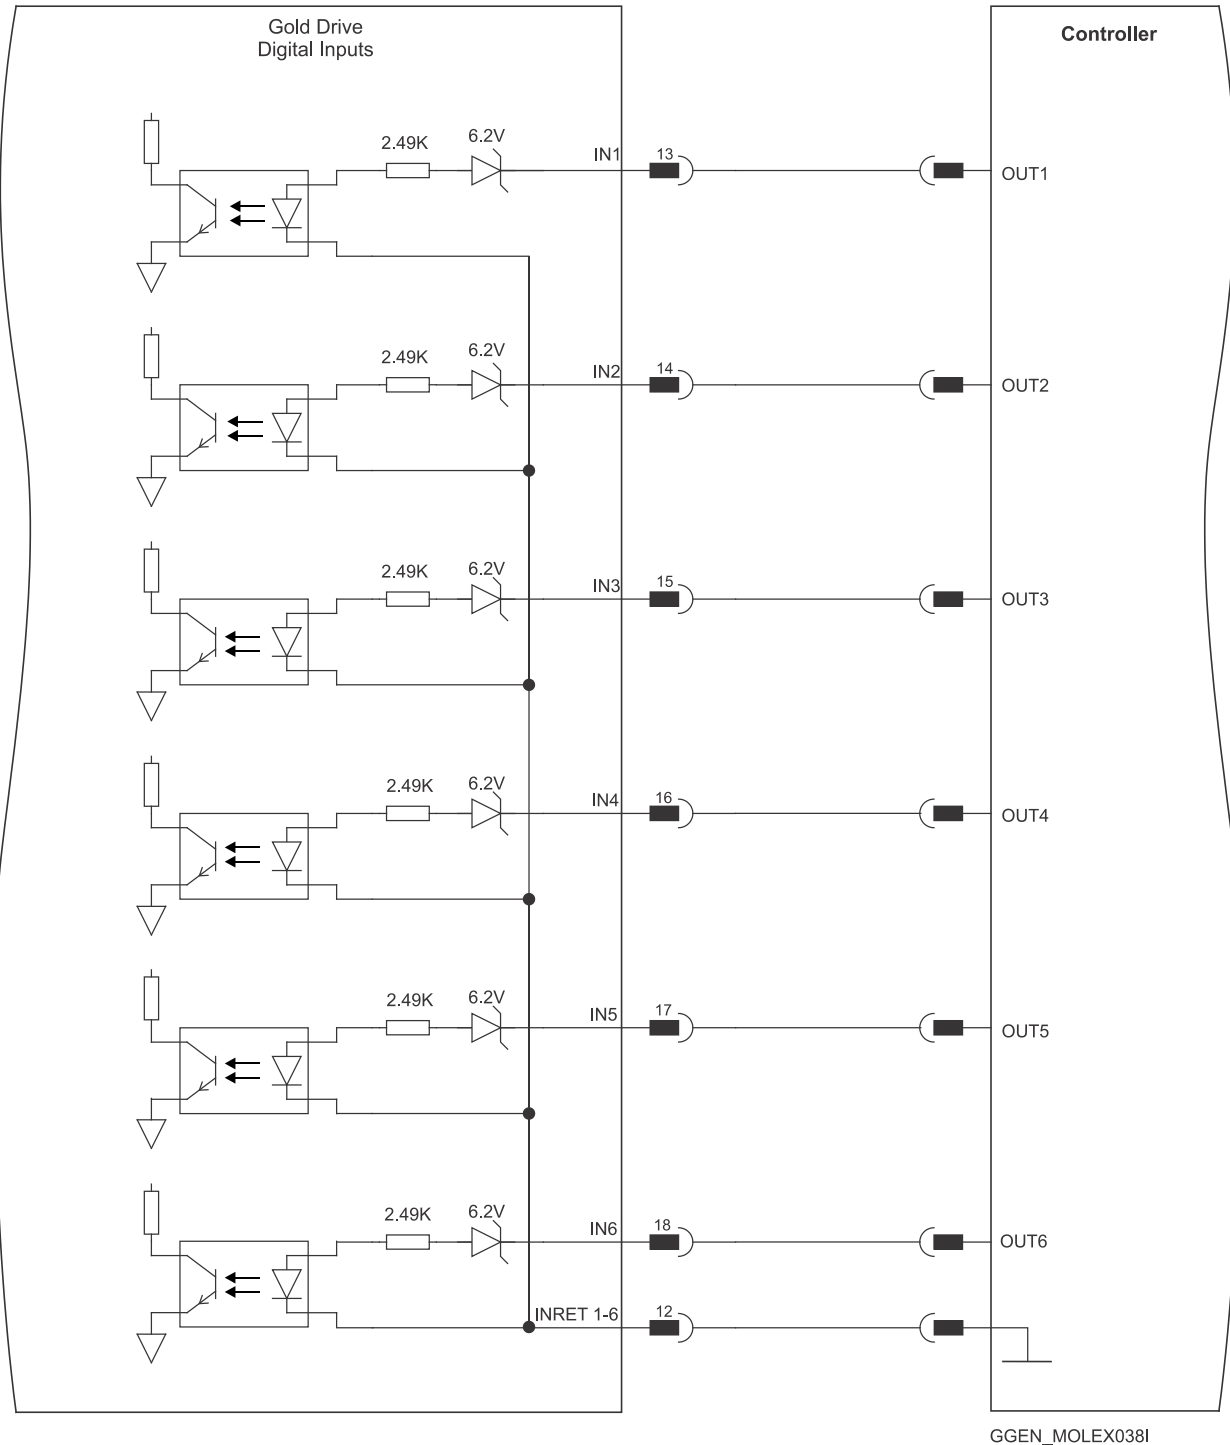 Gold Drive
Digital Inputs
Controller
2.49K 6.2V IN1 13 OUT1
2.49K 6.2V IN2 14 OUT2
2.49K 6.2V IN3 15 OUT3
2.49K 6.2V IN4 16 OUT4
2.49K 6.2V IN5 17 OUT5
2.49K 6.2V IN6 18 OUT6
INRET 1-6 12
GGEN_MOLEX038I